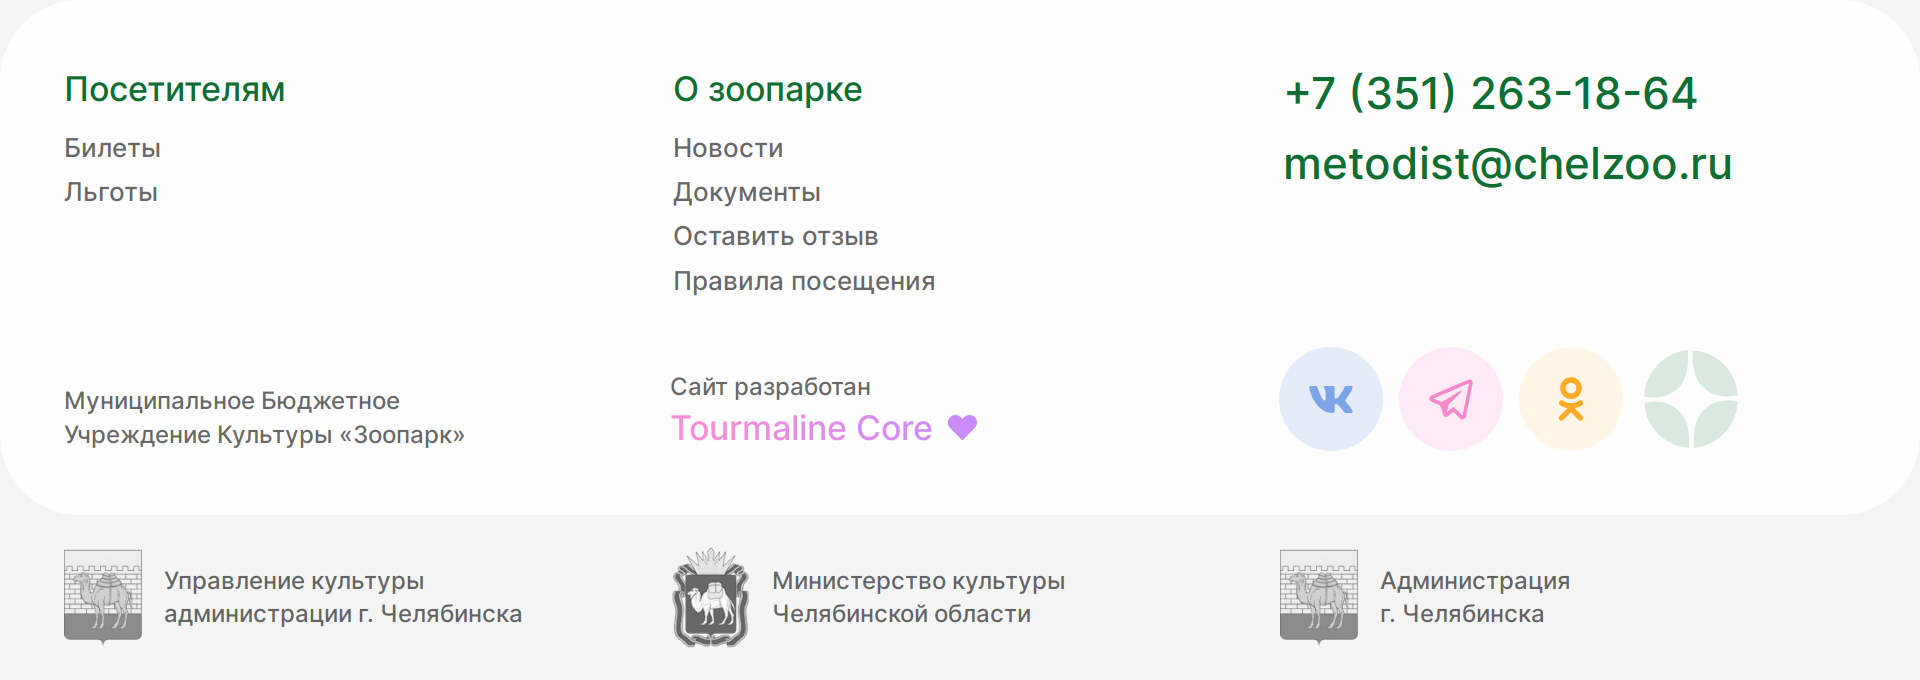 Посетителям
Билеты
Льготы
О зоопарке
Новости
Документы
Оставить отзыв
Правила посещения
+7 (351) 263-18-64
metodist@chelzoo.ru
Муниципальное Бюджетное
Учреждение Культуры «Зоопарк»
Сайт разработан
Tourmaline Core
Управление культуры
администрации г. Челябинска
Министерство культуры
Челябинской области
Администрация
г. Челябинска